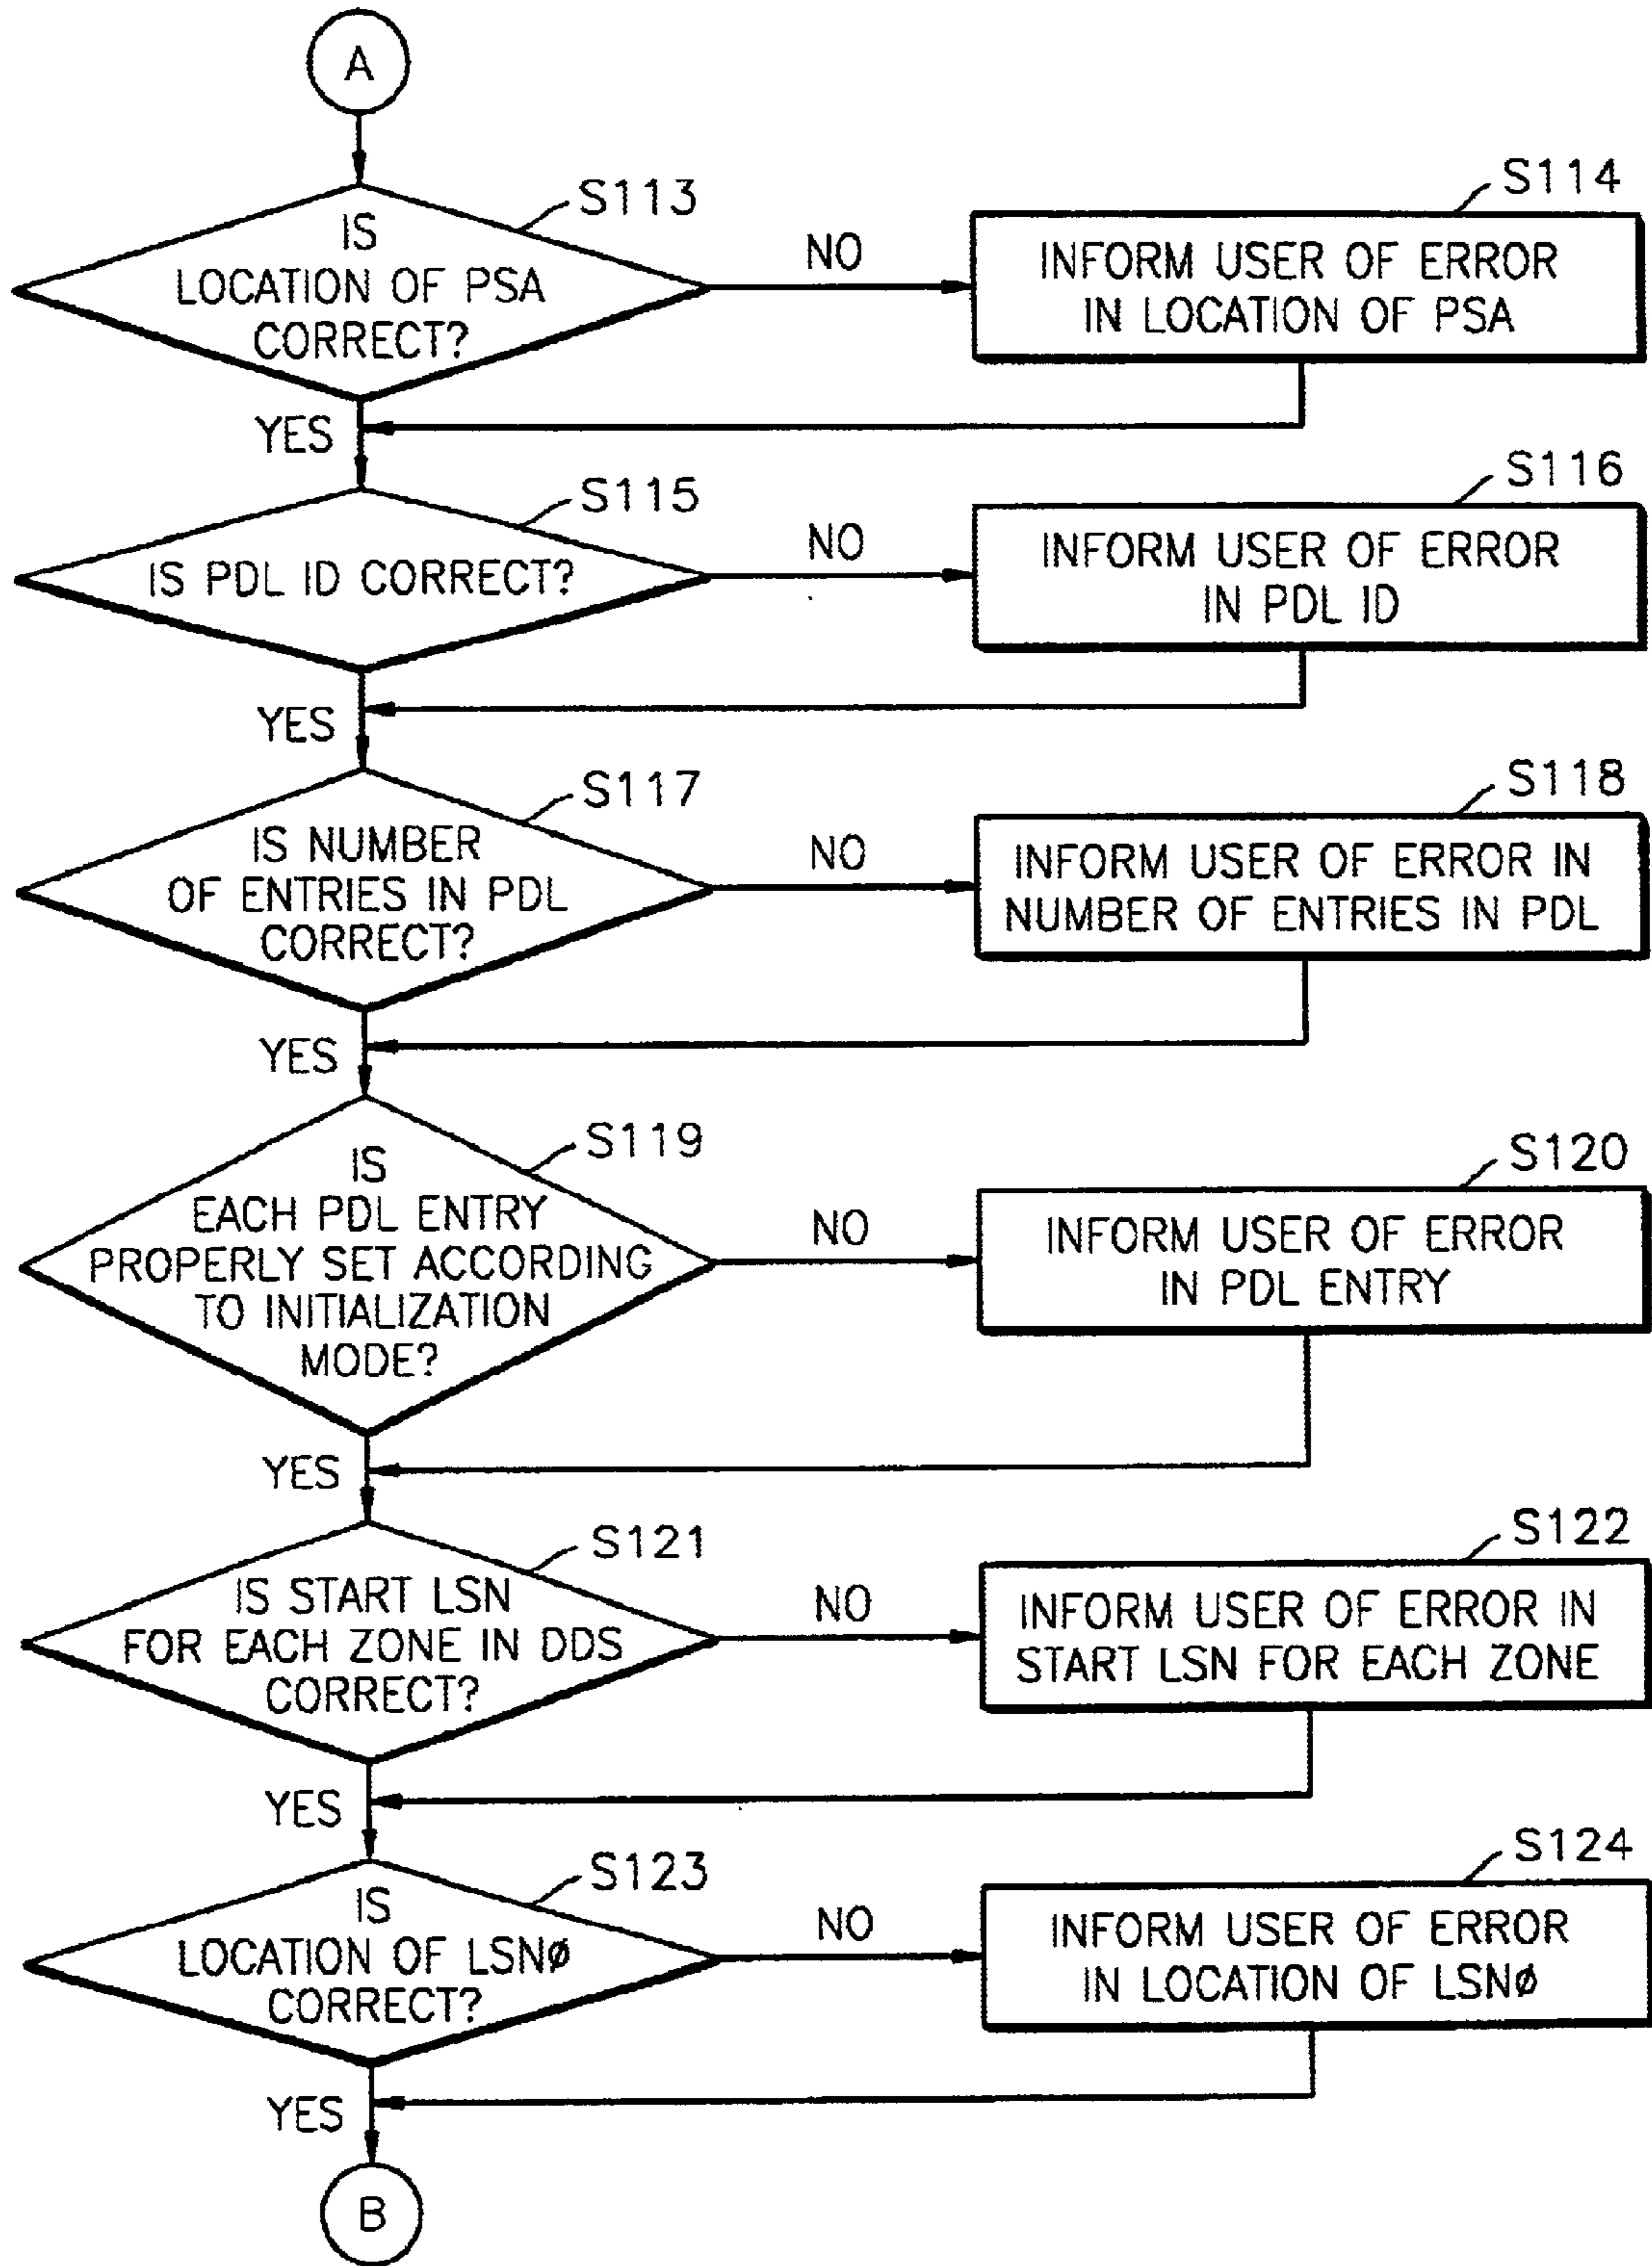 A
S113
IS
LOCATION OF PSA
CORRECT?
NO
S114
INFORM USER OF ERROR
IN LOCATION OF PSA
YES
S115
IS PDL ID CORRECT?
NO
S116
INFORM USER OF ERROR
IN PDL ID
YES
S117
IS NUMBER
OF ENTRIES IN PDL
CORRECT?
NO
S118
INFORM USER OF ERROR IN
NUMBER OF ENTRIES IN PDL
YES
S119
IS
EACH PDL ENTRY
PROPERLY SET ACCORDING
TO INITIALIZATION
MODE?
NO
S120
INFORM USER OF ERROR
IN PDL ENTRY
YES
S121
IS START LSN
FOR EACH ZONE IN DDS
CORRECT?
NO
S122
INFORM USER OF ERROR IN
START LSN FOR EACH ZONE
YES
S123
IS
LOCATION OF LSNø
CORRECT?
NO
S124
INFORM USER OF ERROR
IN LOCATION OF LSNø
YES
B